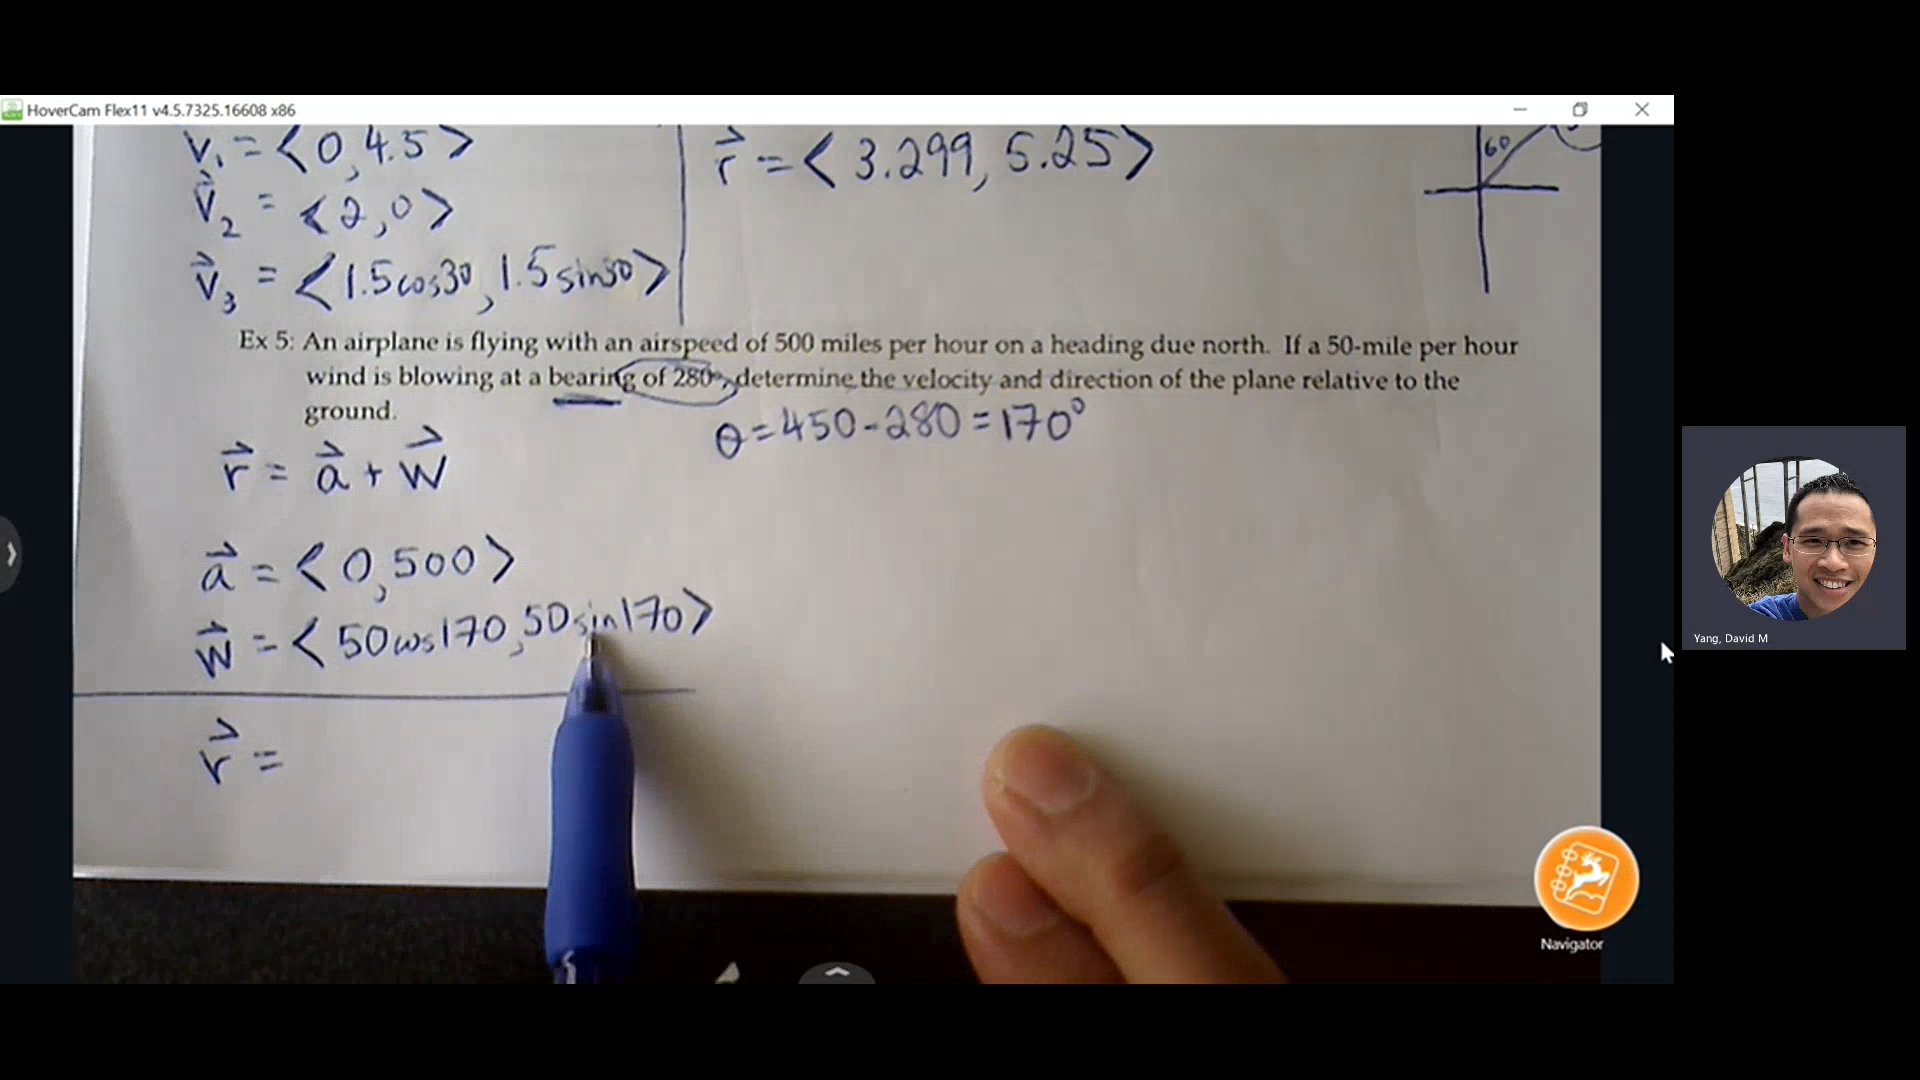 HoverCam Flex11 v4.5.7325.16608 x86
v⃗₁ = <0, 4.5>
r⃗ = <3.299, 5.25>
60
v⃗₂ = <2, 0>
v⃗₃ = <1.5cos30, 1.5sin30>
Ex 5: An airplane is flying with an airspeed of 500 miles per hour on a heading due north. If a 50-mile per hour
wind is blowing at a bearing of 280°, determine the velocity and direction of the plane relative to the
ground.
θ = 450 - 280 = 170°
r⃗ = a⃗ + w⃗
a⃗ = <0, 500>
w⃗ = <50cos170, 50sin170>
r⃗ =
Yang, David M
Navigator